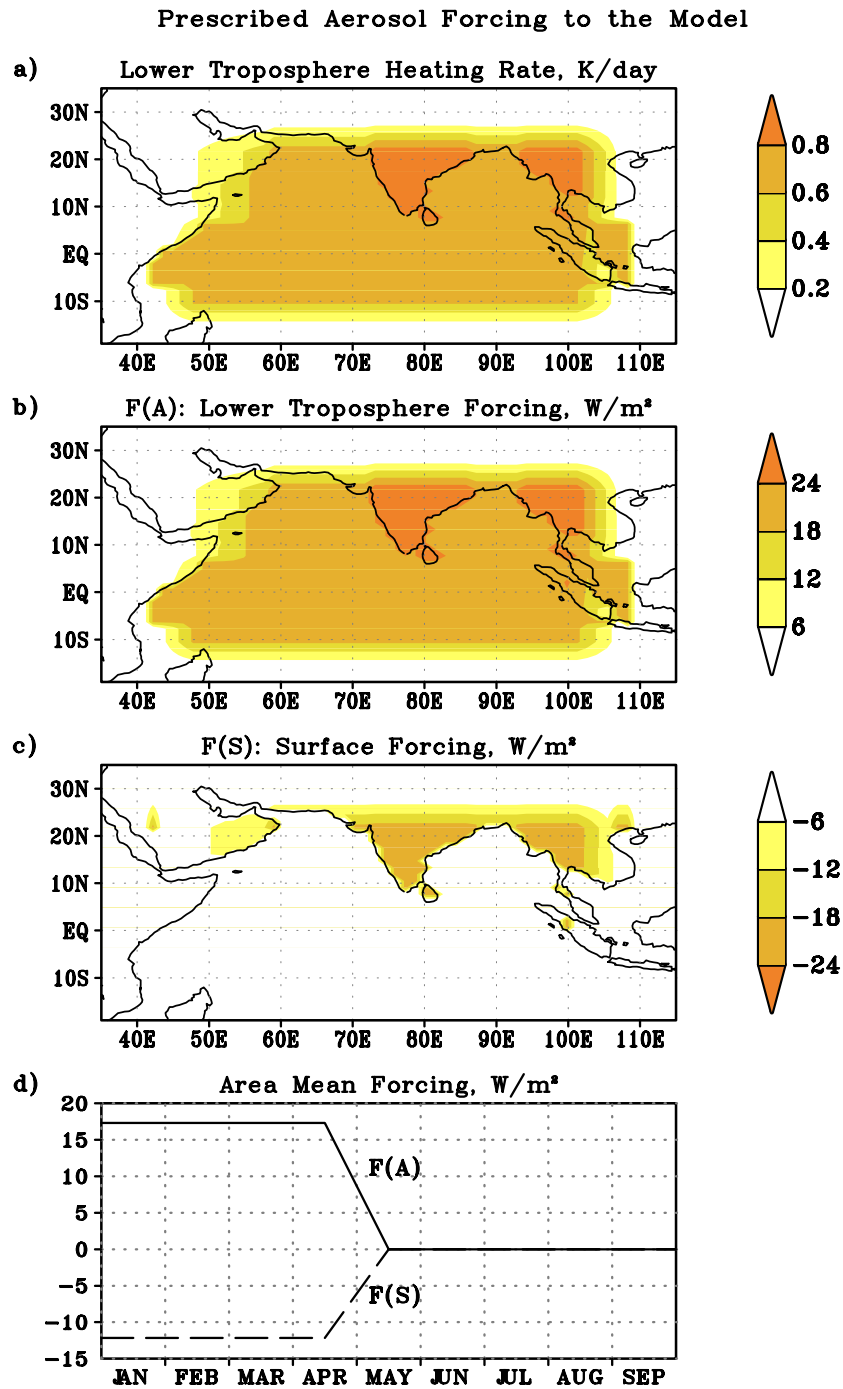 Prescribed Aerosol Forcing to the Model
a) Lower Troposphere Heating Rate, K/day
30N
20N
10N
EQ
10S
40E 50E 60E 70E 80E 90E 100E 110E
0.8
0.6
0.4
0.2
b) F(A): Lower Troposphere Forcing, W/m²
30N
20N
10N
EQ
10S
40E 50E 60E 70E 80E 90E 100E 110E
24
18
12
6
c) F(S): Surface Forcing, W/m²
30N
20N
10N
EQ
10S
40E 50E 60E 70E 80E 90E 100E 110E
-6
-12
-18
-24
d) Area Mean Forcing, W/m²
20
15
10
5
0
-5
-10
-15
F(A)
F(S)
JAN FEB MAR APR MAY JUN JUL AUG SEP